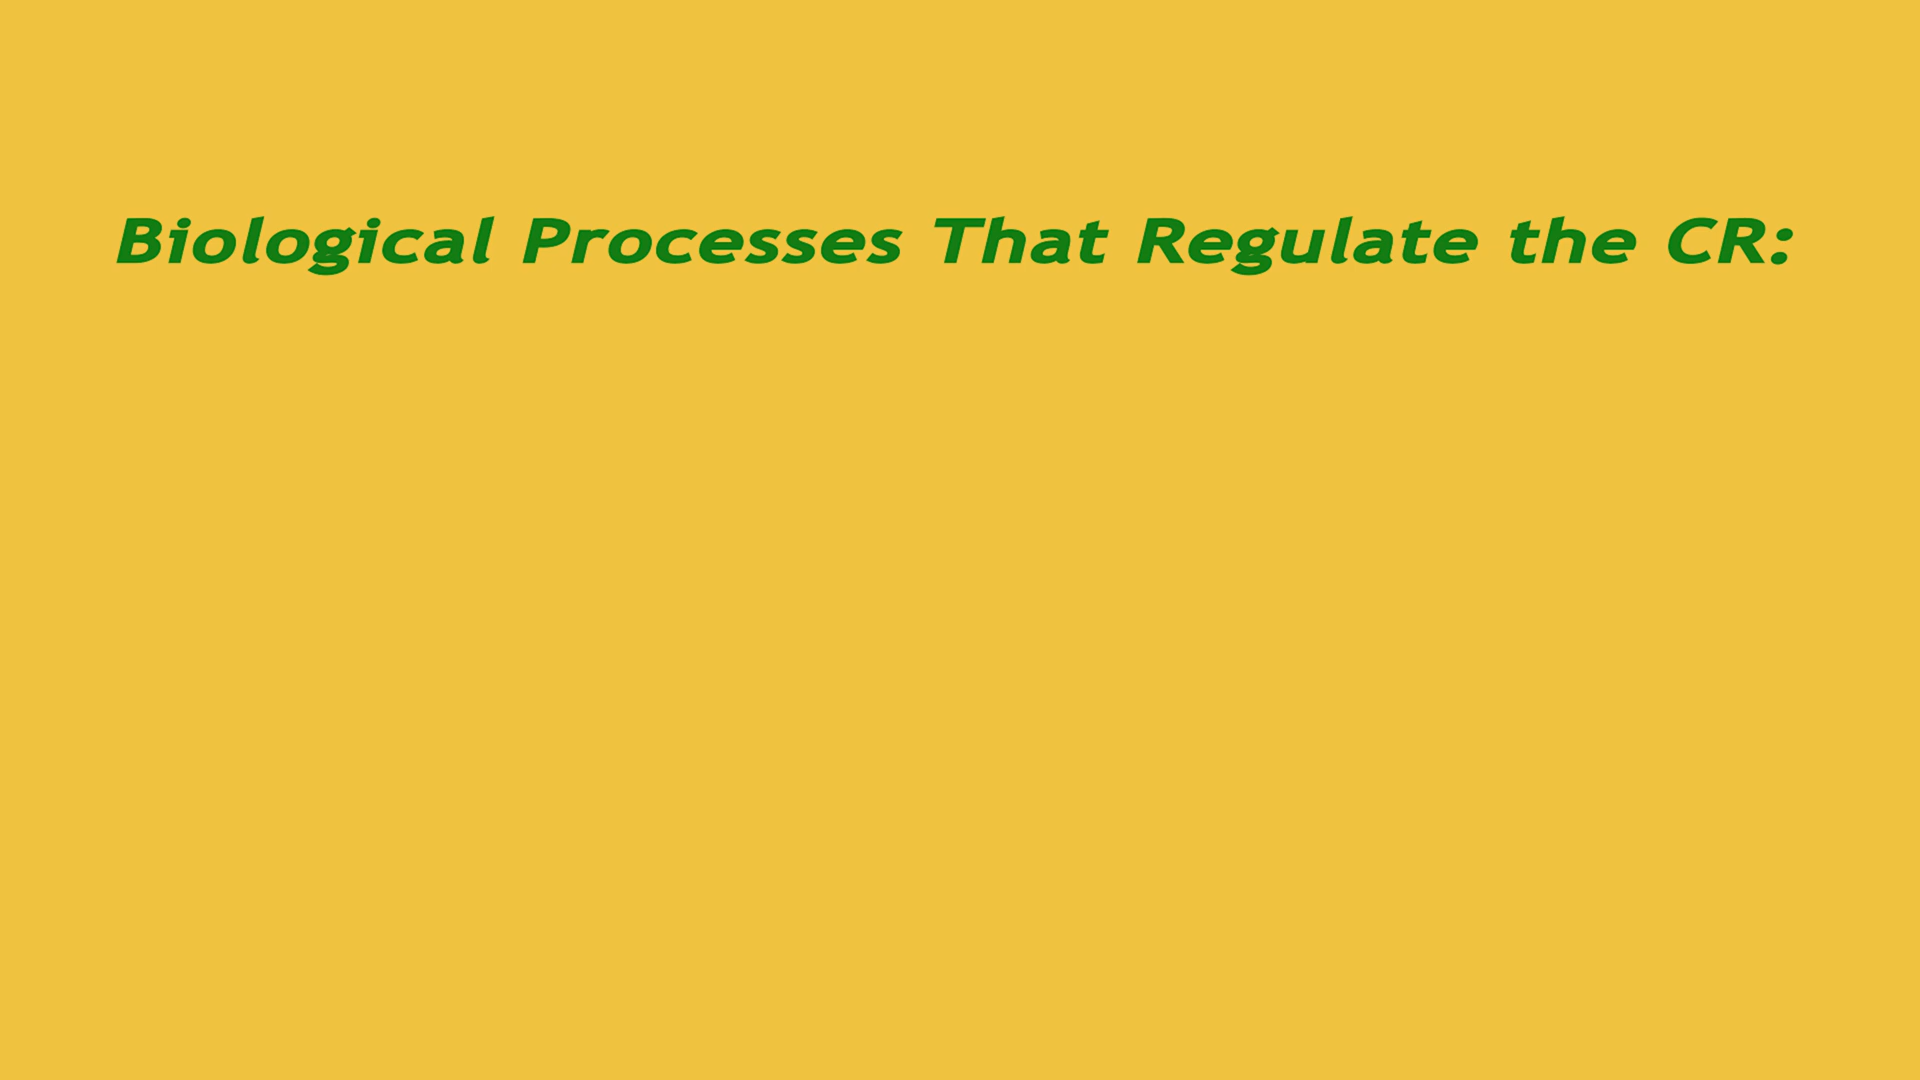 Biological Processes That Regulate the CR: